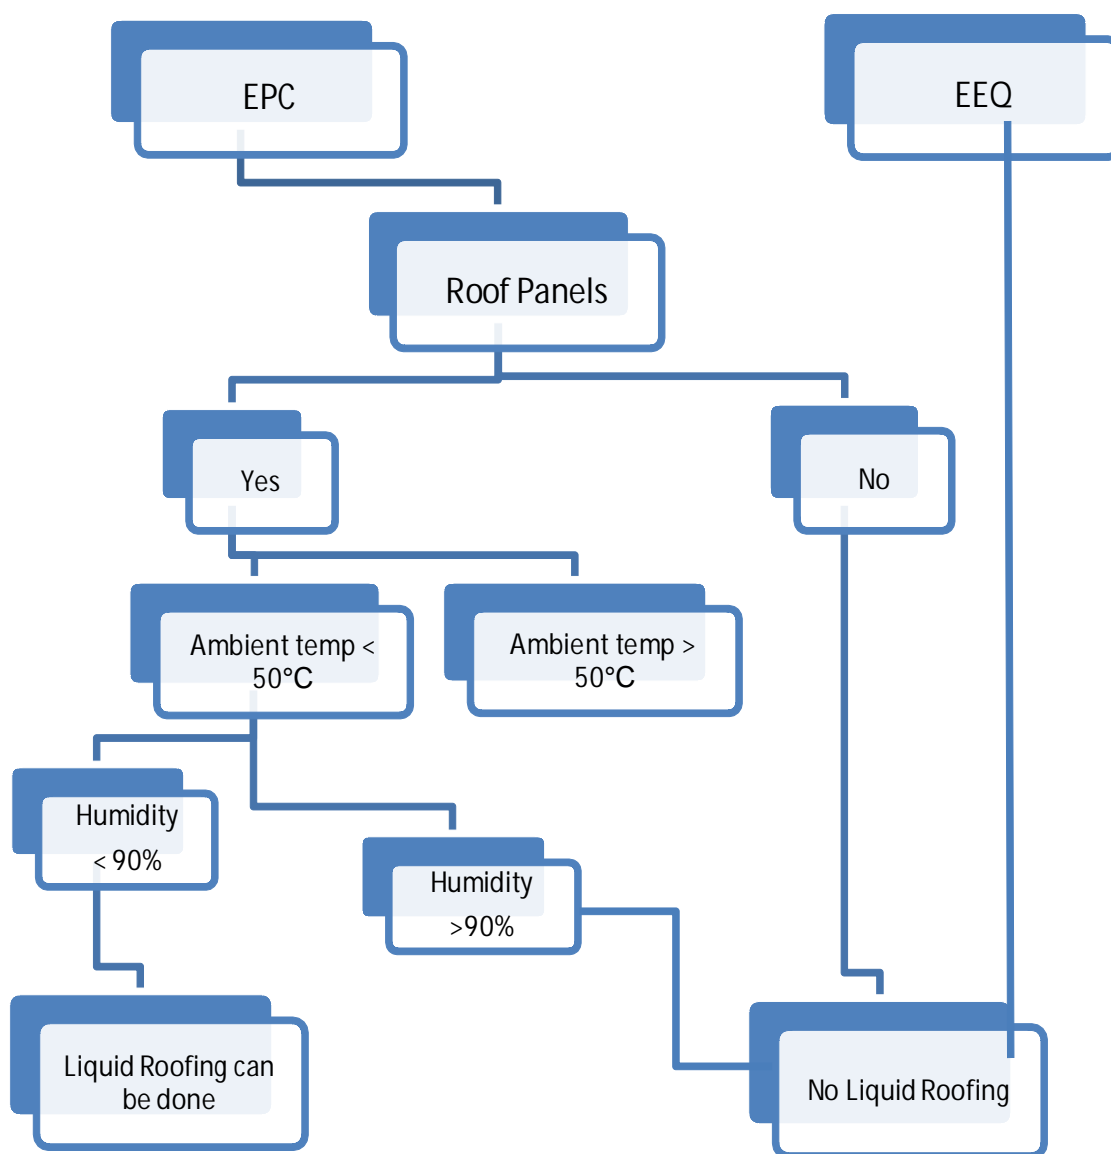 EPC
EEQ
Roof Panels
Yes
No
Ambient temp <
50°C
Ambient temp >
50°C
Humidity
< 90%
Humidity
>90%
Liquid Roofing can
be done
No Liquid Roofing